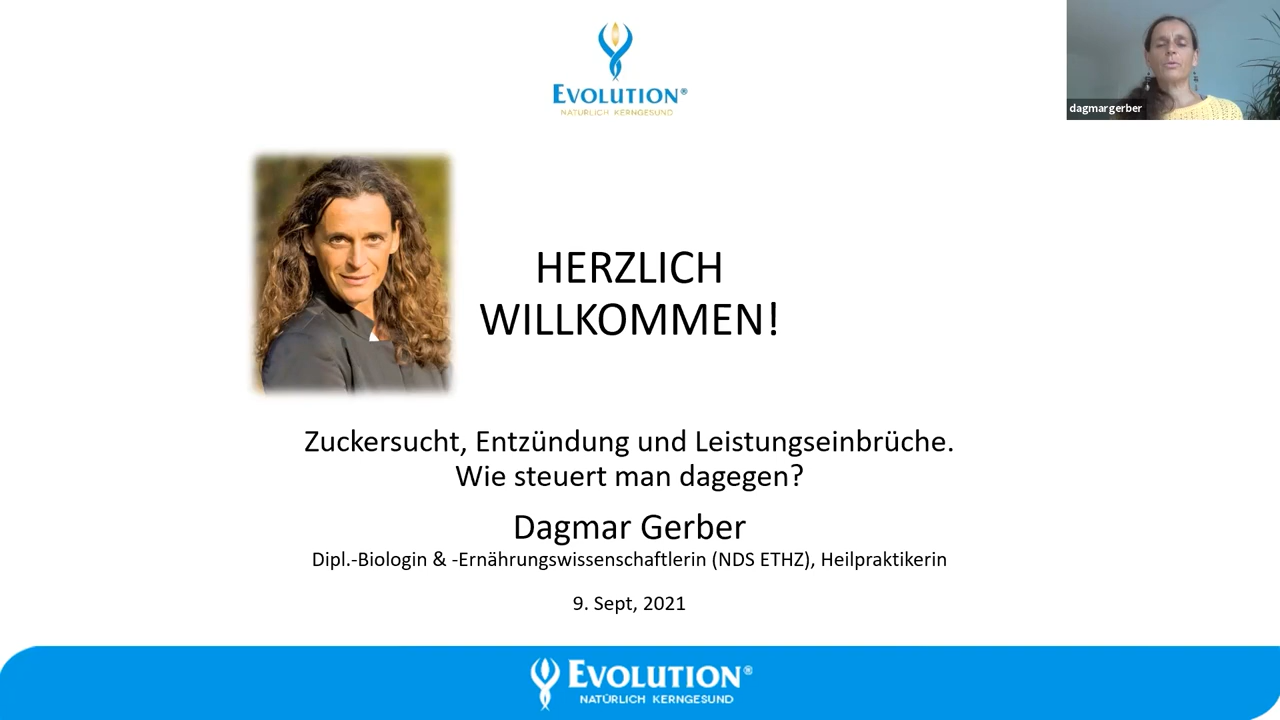 EVOLUTION®
NATÜRLICH KERNGESUND
dagmargerber
HERZLICH
WILLKOMMEN!
Zuckersucht, Entzündung und Leistungseinbrüche.
Wie steuert man dagegen?
Dagmar Gerber
Dipl.-Biologin & -Ernährungswissenschaftlerin (NDS ETHZ), Heilpraktikerin
9. Sept, 2021
EVOLUTION®
NATÜRLICH KERNGESUND